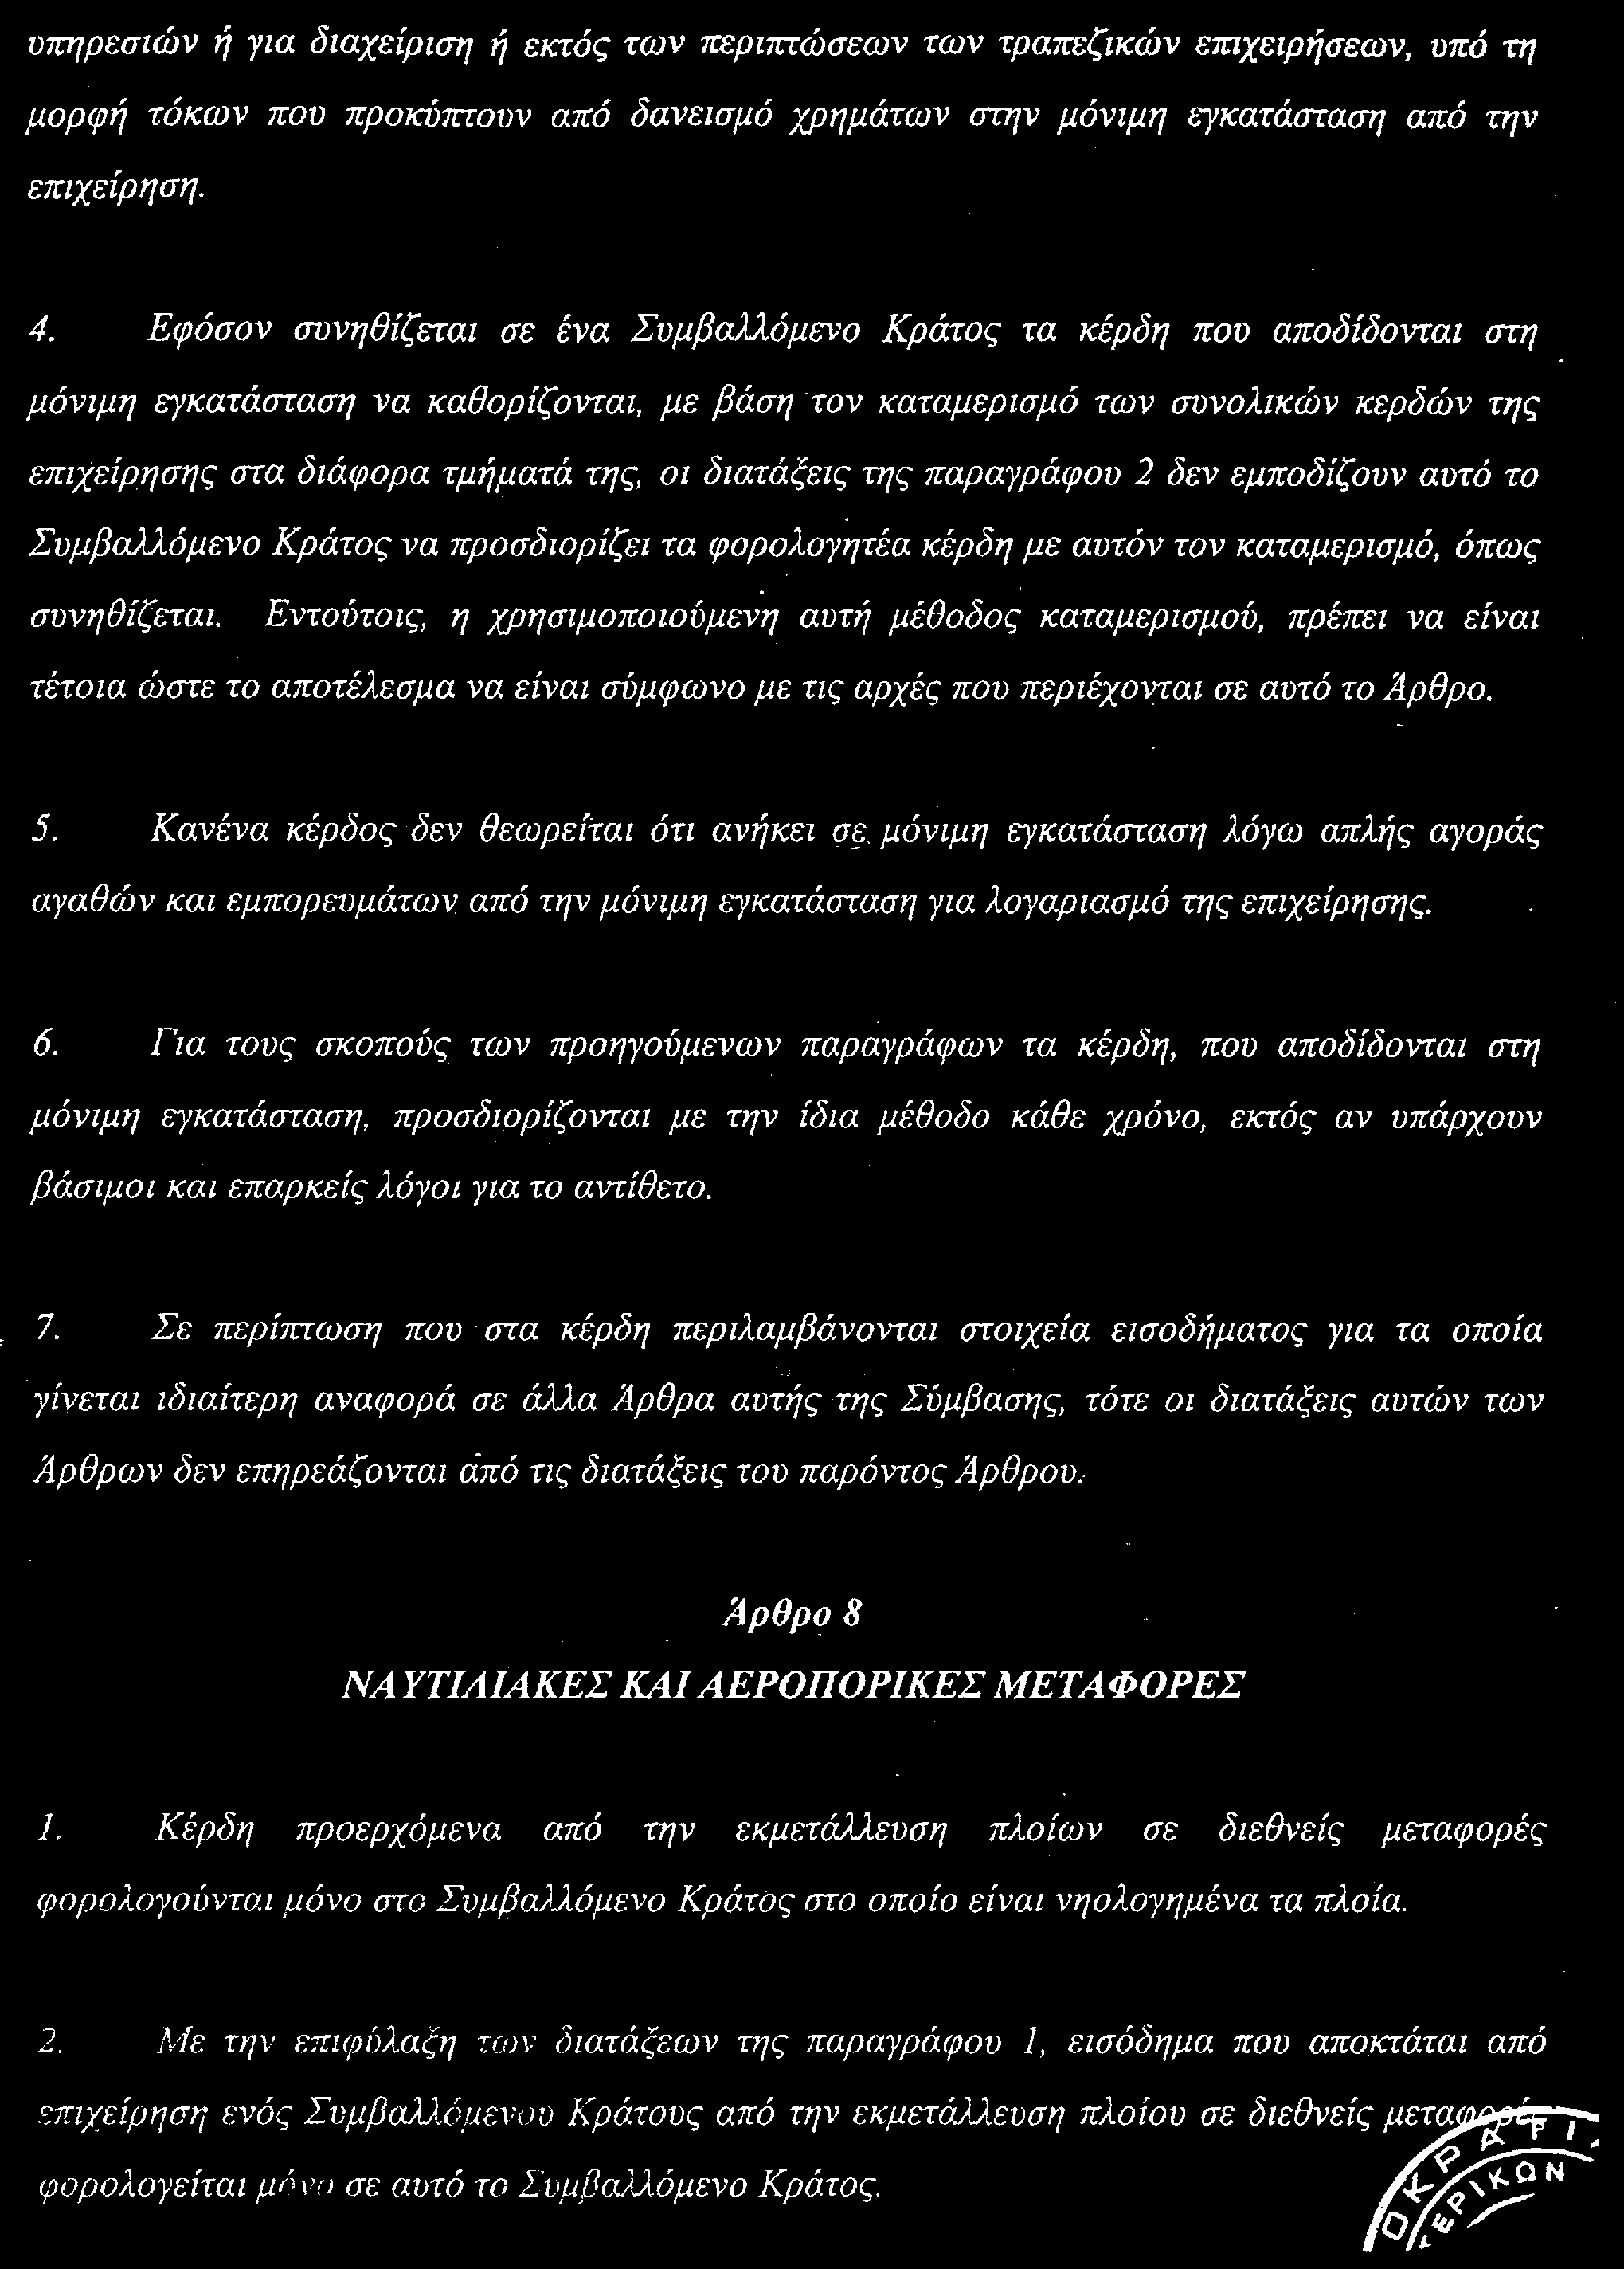 υπηρεσιών ή για διαχείριση ή εκτός των περιπτώσεων των τραπεζικών επιχειρήσεων, υπό τη
μορφή τόκων που προκύπτουν από δανεισμό χρημάτων στην μόνιμη εγκατάσταση από την
επιχείρηση.
4. Εφόσον συνηθίζεται σε ένα Συμβαλλόμενο Κράτος τα κέρδη που αποδίδονται στη
μόνιμη εγκατάσταση να καθορίζονται, με βάση τον καταμερισμό των συνολικών κερδών της
επιχείρησης στα διάφορα τμήματά της, οι διατάξεις της παραγράφου 2 δεν εμποδίζουν αυτό το
Συμβαλλόμενο Κράτος να προσδιορίζει τα φορολογητέα κέρδη με αυτόν τον καταμερισμό, όπως
συνηθίζεται. Εντούτοις, η χρησιμοποιούμενη αυτή μέθοδος καταμερισμού, πρέπει να είναι
τέτοια ώστε το αποτέλεσμα να είναι σύμφωνο με τις αρχές που περιέχονται σε αυτό το Άρθρο.
5. Κανένα κέρδος δεν θεωρείται ότι ανήκει σε μόνιμη εγκατάσταση λόγω απλής αγοράς
αγαθών και εμπορευμάτων από την μόνιμη εγκατάσταση για λογαριασμό της επιχείρησης.
6. Για τους σκοπούς των προηγούμενων παραγράφων τα κέρδη, που αποδίδονται στη
μόνιμη εγκατάσταση, προσδιορίζονται με την ίδια μέθοδο κάθε χρόνο, εκτός αν υπάρχουν
βάσιμοι και επαρκείς λόγοι για το αντίθετο.
7. Σε περίπτωση που στα κέρδη περιλαμβάνονται στοιχεία εισοδήματος για τα οποία
γίνεται ιδιαίτερη αναφορά σε άλλα Άρθρα αυτής της Σύμβασης, τότε οι διατάξεις αυτών των
Άρθρων δεν επηρεάζονται από τις διατάξεις του παρόντος Άρθρου.
Άρθρο 8
ΝΑΥΤΙΛΙΑΚΕΣ ΚΑΙ ΑΕΡΟΠΟΡΙΚΕΣ ΜΕΤΑΦΟΡΕΣ
1. Κέρδη προερχόμενα από την εκμετάλλευση πλοίων σε διεθνείς μεταφορές
φορολογούνται μόνο στο Συμβαλλόμενο Κράτος στο οποίο είναι νηολογημένα τα πλοία.
2. Με την επιφύλαξη των διατάξεων της παραγράφου 1, εισόδημα που αποκτάται από
επιχείρηση ενός Συμβαλλόμενου Κράτους από την εκμετάλλευση πλοίου σε διεθνείς μεταφορές
φορολογείται μόνο σε αυτό το Συμβαλλόμενο Κράτος.